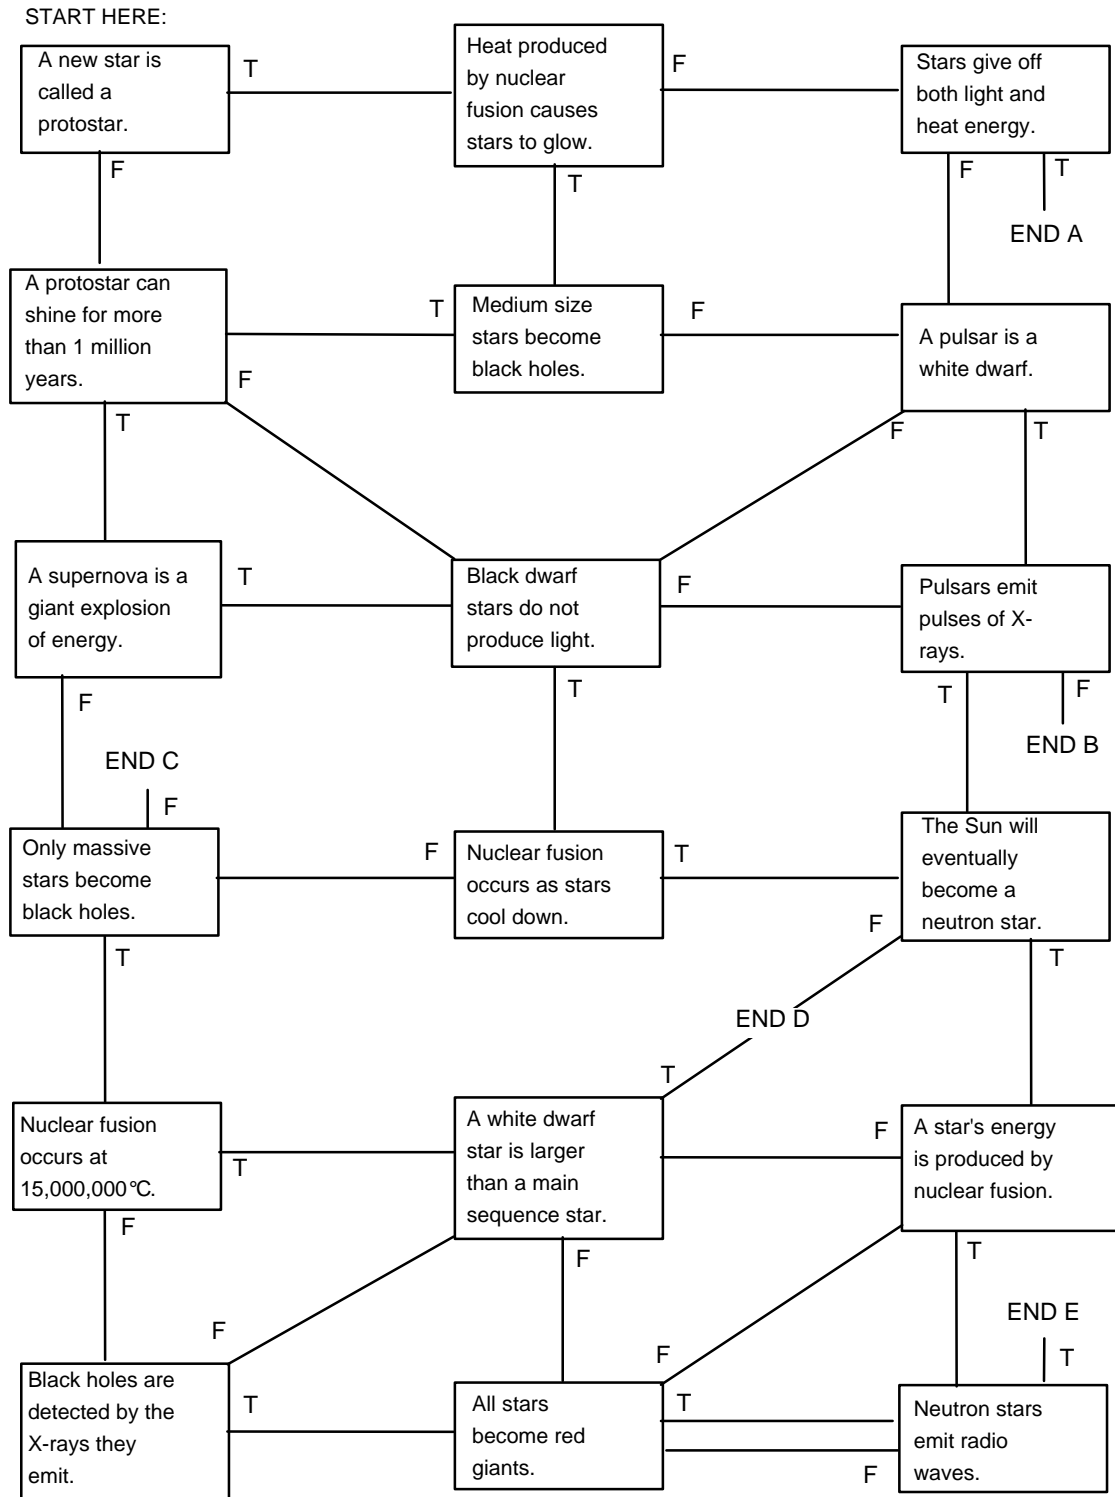 START HERE:
A new star is
called a
protostar.
T
F
Heat produced
by nuclear
fusion causes
stars to glow.
F
T
Stars give off
both light and
heat energy.
F
T
END A
A protostar can
shine for more
than 1 million
years.
T
F
T
Medium size
stars become
black holes.
F
A pulsar is a
white dwarf.
F
T
A supernova is a
giant explosion
of energy.
T
F
Black dwarf
stars do not
produce light.
F
T
Pulsars emit
pulses of X-
rays.
T
F
END B
END C
F
Only massive
stars become
black holes.
T
F
Nuclear fusion
occurs as stars
cool down.
T
The Sun will
eventually
become a
neutron star.
F
T
END D
Nuclear fusion
occurs at
15,000,000°C.
T
F
T
A white dwarf
star is larger
than a main
sequence star.
F
F
A star's energy
is produced by
nuclear fusion.
T
END E
T
Black holes are
detected by the
X-rays they
emit.
F
T
All stars
become red
giants.
F
T
F
Neutron stars
emit radio
waves.